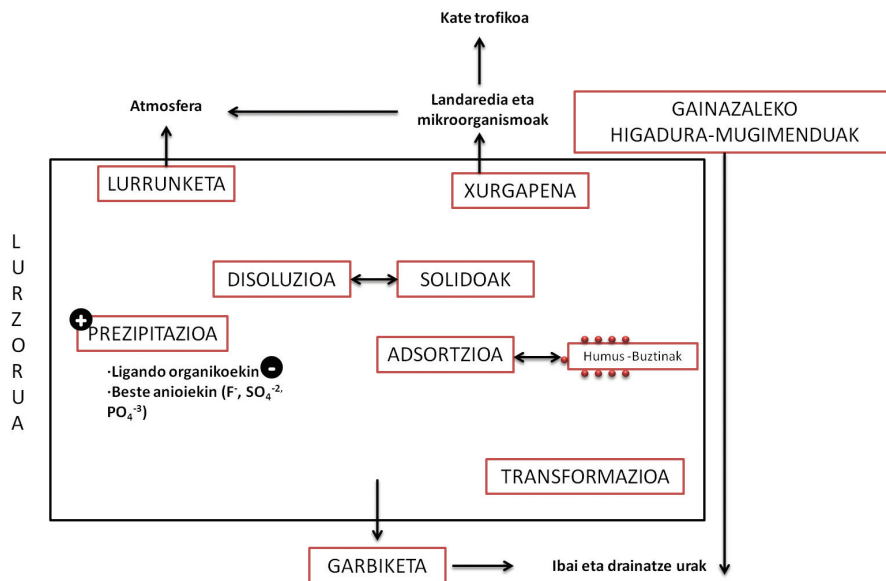 Kate trofikoa
Atmosfera
Landaredia eta
mikroorganismoak
GAINAZALEKO
HIGADURA-MUGIMENDUAK
LURRUNKETA
XURGAPENA
LURZORUA
DISOLUZIOA
SOLIDOAK
+
PREZIPITAZIOA
ADSORTZIOA
Humus -Buztinak
·Ligando organikoekin -
·Beste anioiekin (F⁻, SO₄⁻²,
PO₄⁻³)
TRANSFORMAZIOA
GARBIKETA
Ibai eta drainatze urak